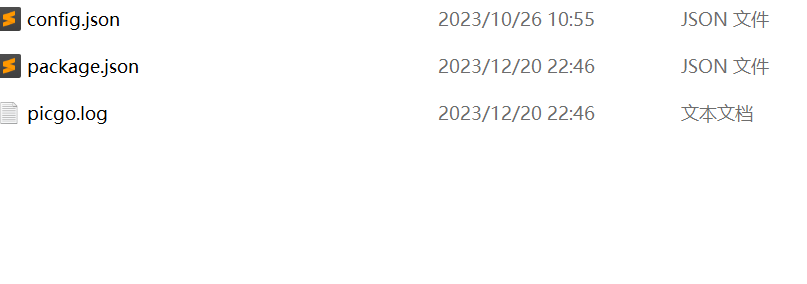 config.json 2023/10/26 10:55 JSON 文件
package.json 2023/12/20 22:46 JSON 文件
picgo.log 2023/12/20 22:46 文本文档